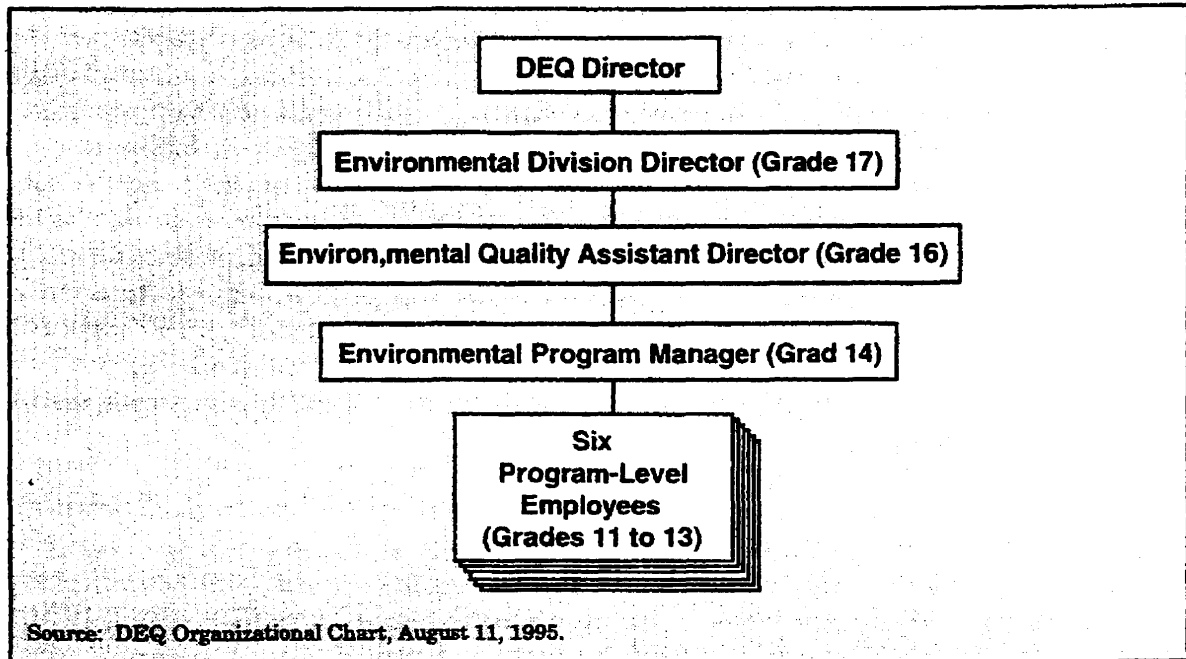 DEQ Director
Environmental Division Director (Grade 17)
Environ,mental Quality Assistant Director (Grade 16)
Environmental Program Manager (Grad 14)
Six
Program-Level
Employees
(Grades 11 to 13)
Source: DEQ Organizational Chart, August 11, 1995.